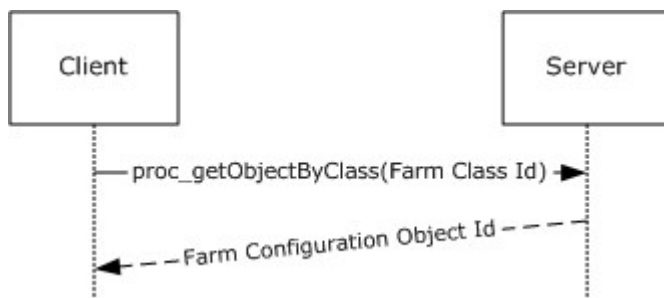 Client
Server
proc_getObjectByClass(Farm Class Id)
Farm Configuration Object Id